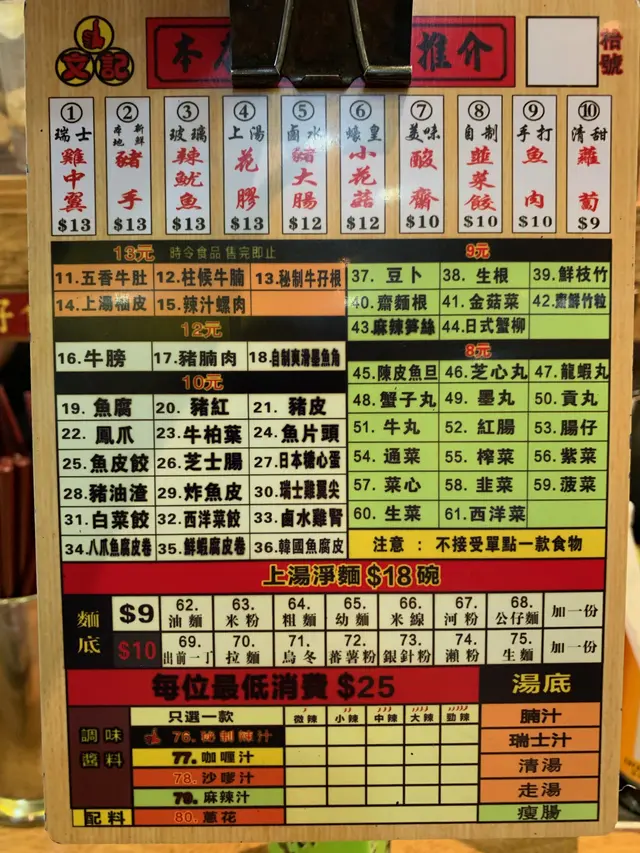 文記
本 推介
枱號
① 瑞士 雞中翼 $13
② 本地 新鮮 豬手 $13
③ 玻璃 辣魷魚 $13
④ 上湯 花膠 $13
⑤ 鹵水 豬大腸 $12
⑥ 蠔皇 小花菇 $12
⑦ 美味 酸齋 $10
⑧ 自制 韮菜餃 $10
⑨ 手打 魚肉 $10
⑩ 清甜 蘿蔔 $9
13元 時令食品 售完即止
11.五香牛肚 12.柱候牛腩 13.秘制牛孖根
14.上湯 皮 15.辣汁螺肉
12元
16.牛膀 17.豬腩肉 18.自制爽滑墨魚角
10元
19. 魚腐 20. 豬紅 21. 豬皮
22. 鳳爪 23.牛柏葉 24.魚片頭
25.魚皮餃 26.芝士腸 27.日本糖心蛋
28.豬油渣 29.炸魚皮 30.瑞士雞翼尖
31.白菜餃 32.西洋菜餃 33.鹵水雞腎
34.八爪魚腐皮卷 35.鮮蝦腐皮卷 36.韓國魚腐皮
9元
37. 豆卜 38. 生根 39.鮮枝竹
40.齋麵根 41.金菇菜 42. 鮮竹粒
43.麻辣笋絲 44.日式蟹柳
8元
45.陳皮魚旦 46.芝心丸 47.龍蝦丸
48.蟹子丸 49. 墨丸 50. 貢丸
51. 牛丸 52. 紅腸 53. 腸仔
54. 通菜 55. 榨菜 56. 紫菜
57. 菜心 58. 韭菜 59. 菠菜
60. 生菜 61.西洋菜
注意 : 不接受單點一款食物
上湯淨麵 $18 碗
麵底
$9 62.油麵 63.米粉 64.粗麵 65.幼麵 66.米線 67.河粉 68.公仔麵 加一份
$10 69.出前一丁 70.拉麵 71.烏冬 72.蕃薯粉 73.銀針粉 74.瀨粉 75.生麵 加一份
每位最低消費 $25
湯底
調味醬料
只選一款 微辣 小辣 中辣 大辣 勁辣
76.秘制辣汁
77.咖喱汁
78.沙嗲汁
79.麻辣汁
配料 80.蔥花
腩汁
瑞士汁
清湯
走湯
瘦腸